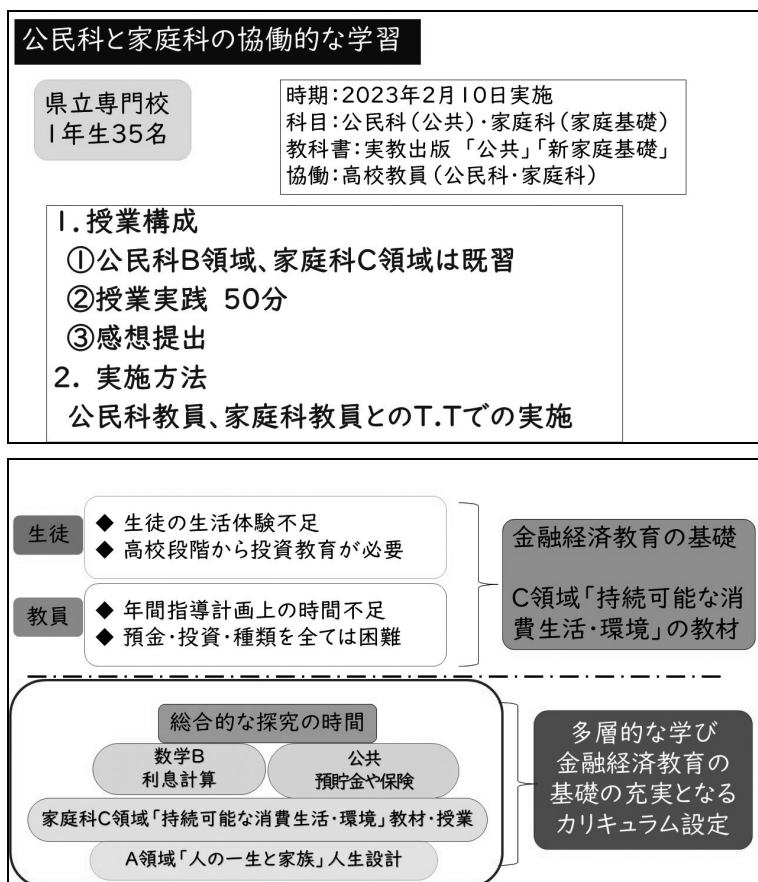 公民科と家庭科の協働的な学習
県立専門校
1年生35名
時期:2023年2月10日実施
科目:公民科(公共)・家庭科(家庭基礎)
教科書:実教出版 「公共」「新家庭基礎」
協働:高校教員(公民科・家庭科)
1.授業構成
①公民科B領域、家庭科C領域は既習
②授業実践 50分
③感想提出
2. 実施方法
公民科教員、家庭科教員とのT.Tでの実施
生徒
◆ 生徒の生活体験不足
◆ 高校段階から投資教育が必要
教員
◆ 年間指導計画上の時間不足
◆ 預金・投資・種類を全ては困難
金融経済教育の基礎
C領域「持続可能な消
費生活・環境」の教材
総合的な探究の時間
数学B
利息計算
公共
預貯金や保険
家庭科C領域「持続可能な消費生活・環境」教材・授業
A領域「人の一生と家族」人生設計
多層的な学び
金融経済教育の
基礎の充実となる
カリキュラム設定